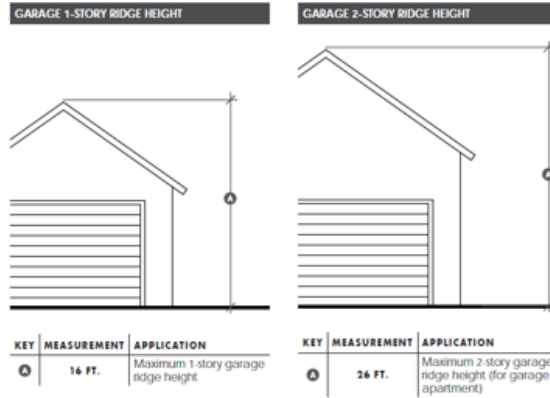 GARAGE 1-STORY RIDGE HEIGHT
A
KEY MEASUREMENT APPLICATION
A 16 FT. Maximum 1-story garage
ridge height
GARAGE 2-STORY RIDGE HEIGHT
A
KEY MEASUREMENT APPLICATION
A 26 FT. Maximum 2-story garage
ridge height (for garage
apartment)